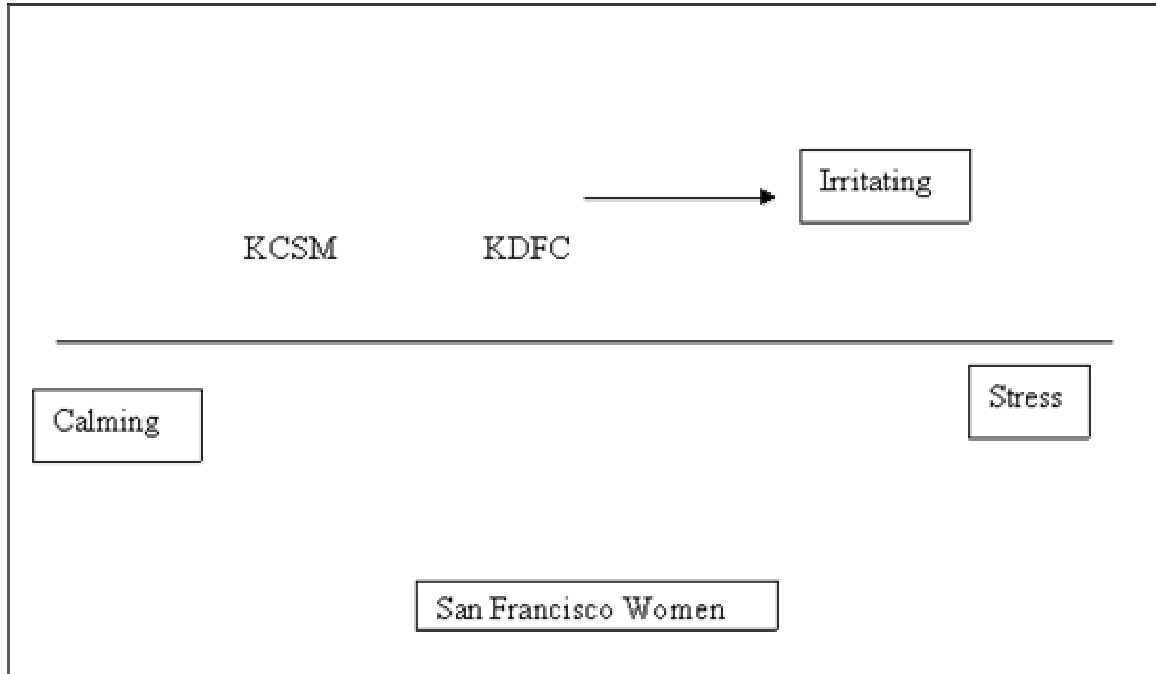 Irritating
KCSM
KDFC
Stress
Calming
San Francisco Women